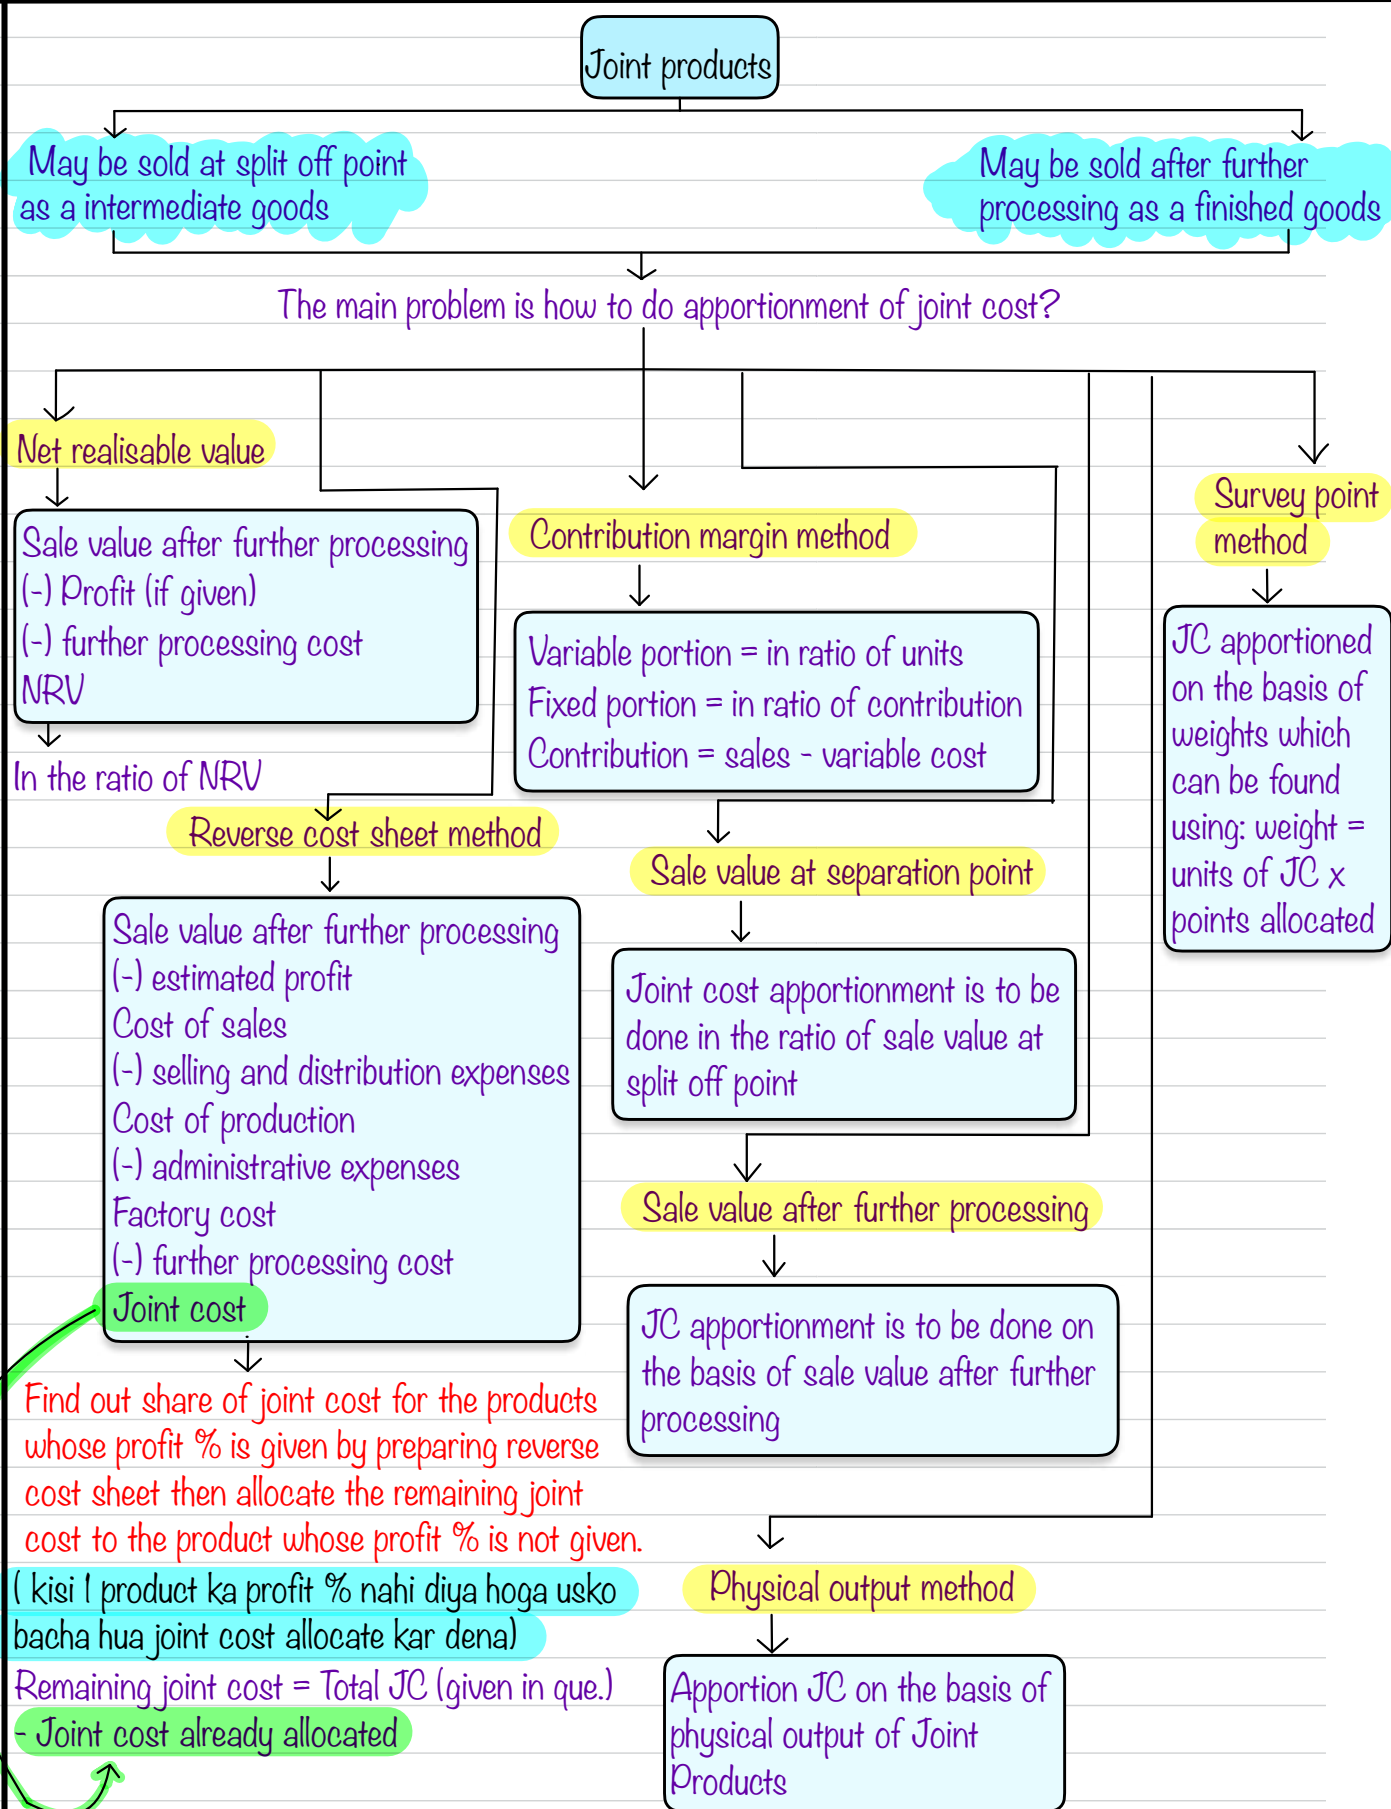 Joint products
May be sold at split off point
as a intermediate goods
May be sold after further
processing as a finished goods
The main problem is how to do apportionment of joint cost?
Net realisable value
Sale value after further processing
(-) Profit (if given)
(-) further processing cost
NRV
In the ratio of NRV
Reverse cost sheet method
Sale value after further processing
(-) estimated profit
Cost of sales
(-) selling and distribution expenses
Cost of production
(-) administrative expenses
Factory cost
(-) further processing cost
Joint cost
Find out share of joint cost for the products
whose profit % is given by preparing reverse
cost sheet then allocate the remaining joint
cost to the product whose profit % is not given.
( kisi 1 product ka profit % nahi diya hoga usko
bacha hua joint cost allocate kar dena)
Remaining joint cost = Total JC (given in que.)
- Joint cost already allocated
Contribution margin method
Variable portion = in ratio of units
Fixed portion = in ratio of contribution
Contribution = sales - variable cost
Sale value at separation point
Joint cost apportionment is to be
done in the ratio of sale value at
split off point
Sale value after further processing
JC apportionment is to be done on
the basis of sale value after further
processing
Physical output method
Apportion JC on the basis of
physical output of Joint
Products
Survey point
method
JC apportioned
on the basis of
weights which
can be found
using: weight =
units of JC x
points allocated